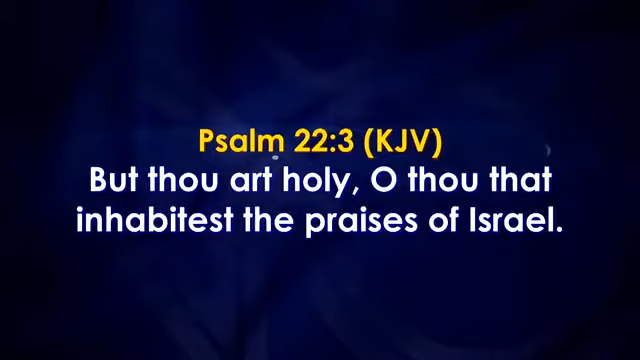 Psalm 22:3 (KJV)
But thou art holy, O thou that
inhabitest the praises of Israel.